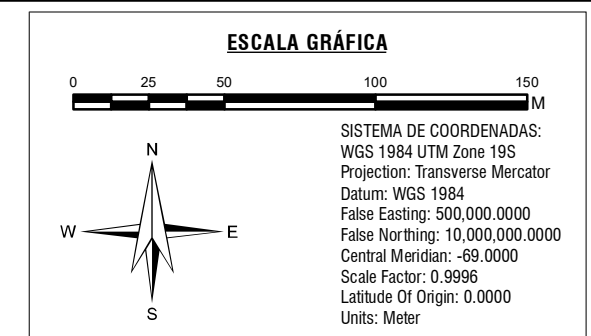 ESCALA GRÁFICA
0 25 50 100 150
M
SISTEMA DE COORDENADAS:
WGS 1984 UTM Zone 19S
Projection: Transverse Mercator
Datum: WGS 1984
False Easting: 500,000.0000
False Northing: 10,000,000.0000
Central Meridian: -69.0000
Scale Factor: 0.9996
Latitude Of Origin: 0.0000
Units: Meter
N
W E
S